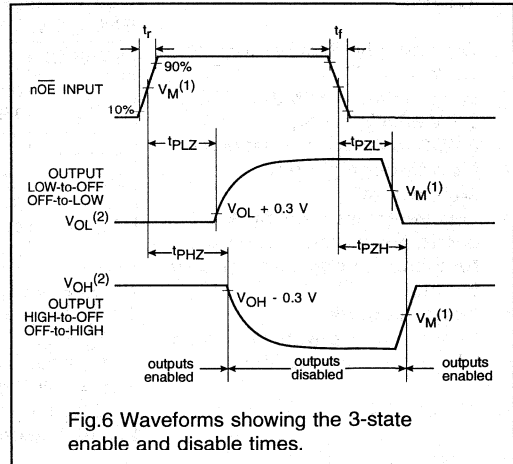 tr
tf
90%
nOE INPUT
VM(1)
10%
tPLZ
tPZL
OUTPUT
LOW-to-OFF
OFF-to-LOW
VM(1)
VOL(2)
VOL + 0.3 V
tPHZ
tPZH
VOH(2)
VOH - 0.3 V
OUTPUT
HIGH-to-OFF
OFF-to-HIGH
VM(1)
outputs
enabled
outputs
disabled
outputs
enabled
Fig.6 Waveforms showing the 3-state
enable and disable times.